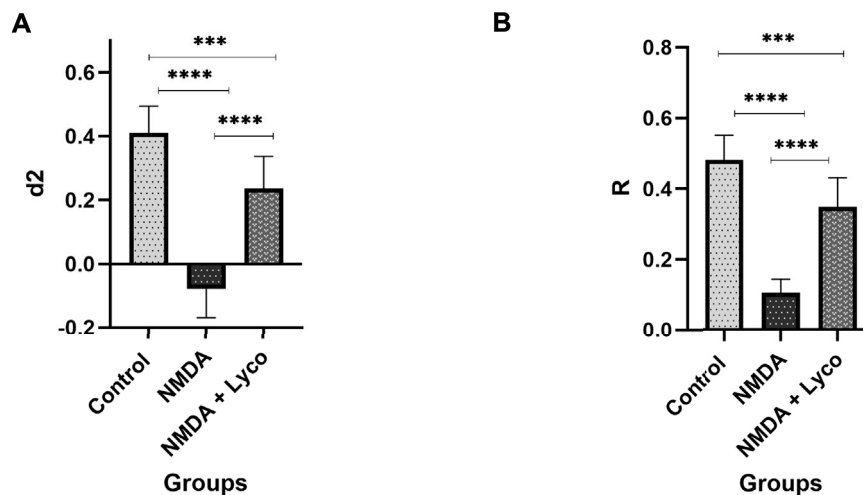 A
***
****
****
0.6
0.4
0.2
0.0
-0.2
d2
Control
NMDA
NMDA + Lyco
Groups
B
***
****
****
0.8
0.6
0.4
0.2
0.0
R
Control
NMDA
NMDA + Lyco
Groups